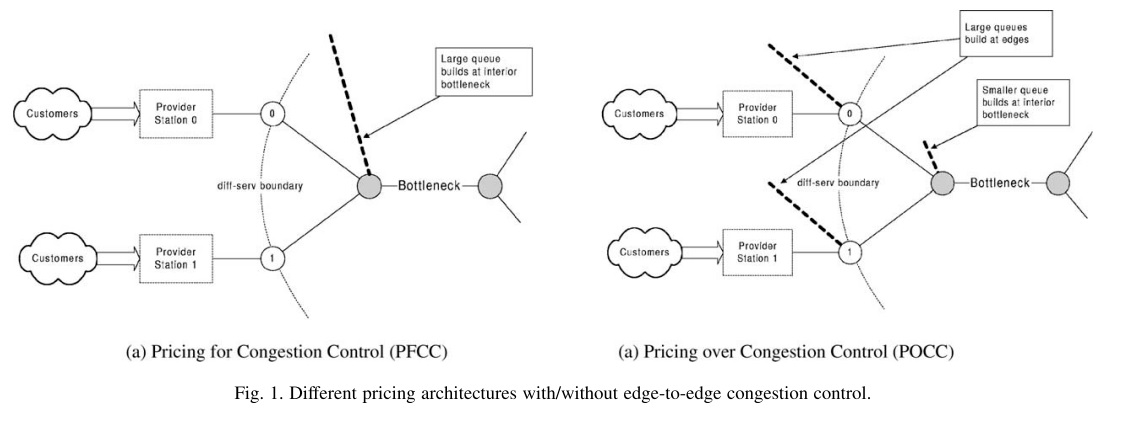 Large queue
builds at interior
bottleneck
Customers
Provider
Station 0
0
diff-serv boundary
Bottleneck
Customers
Provider
Station 1
1
(a) Pricing for Congestion Control (PFCC)
Large queues
build at edges
Smaller queue
builds at interior
bottleneck
Customers
Provider
Station 0
0
diff-serv boundary
Bottleneck
Customers
Provider
Station 1
1
(a) Pricing over Congestion Control (POCC)
Fig. 1. Different pricing architectures with/without edge-to-edge congestion control.